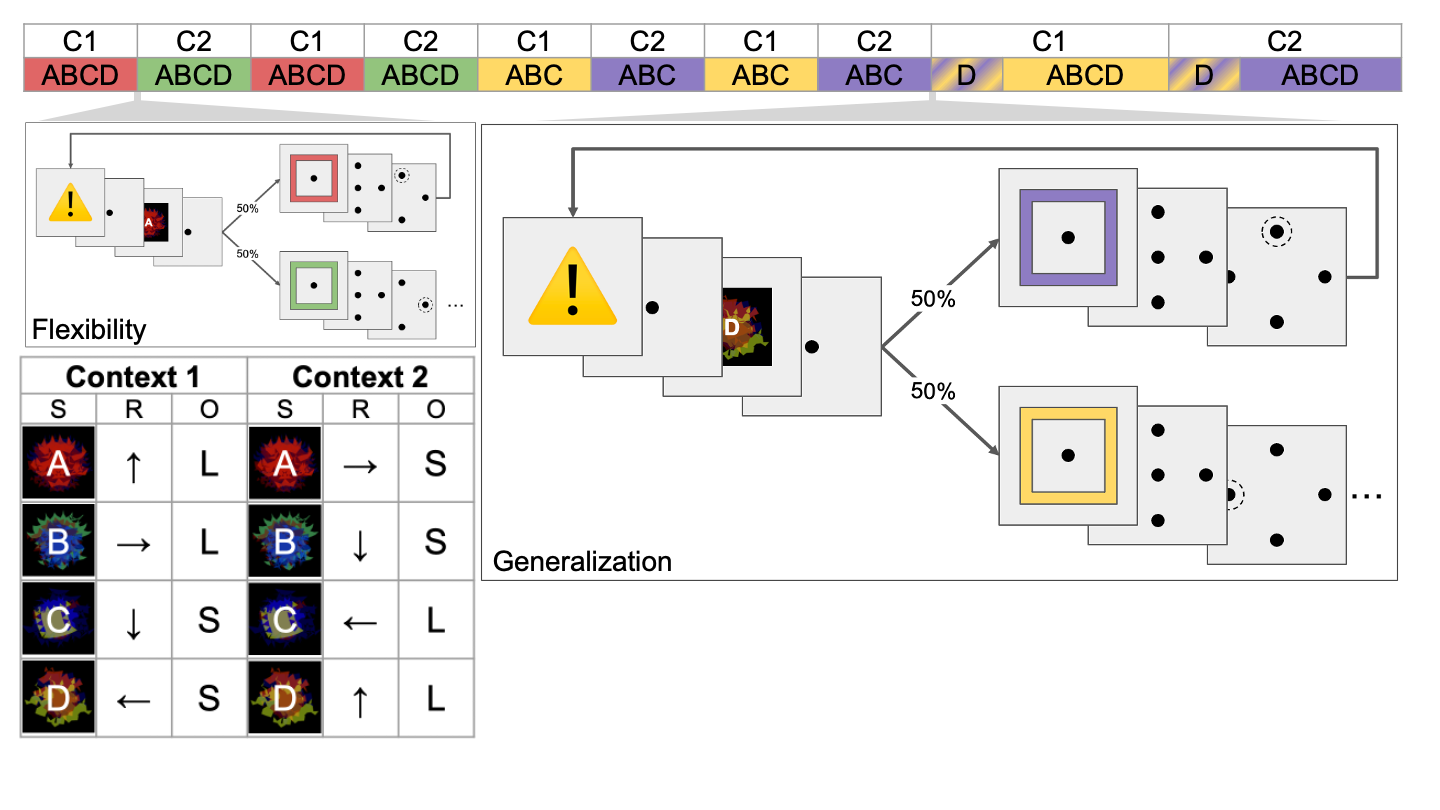 C1 C2 C1 C2 C1 C2 C1 C2 C1 C2
ABCD ABCD ABCD ABCD ABC ABC ABC ABC D ABCD D ABCD
A
50%
50%
...
Flexibility
D
50%
50%
...
Generalization
Context 1 Context 2
S R O S R O
A ↑ L A → S
B → L B ↓ S
C ↓ S C ← L
D ← S D ↑ L